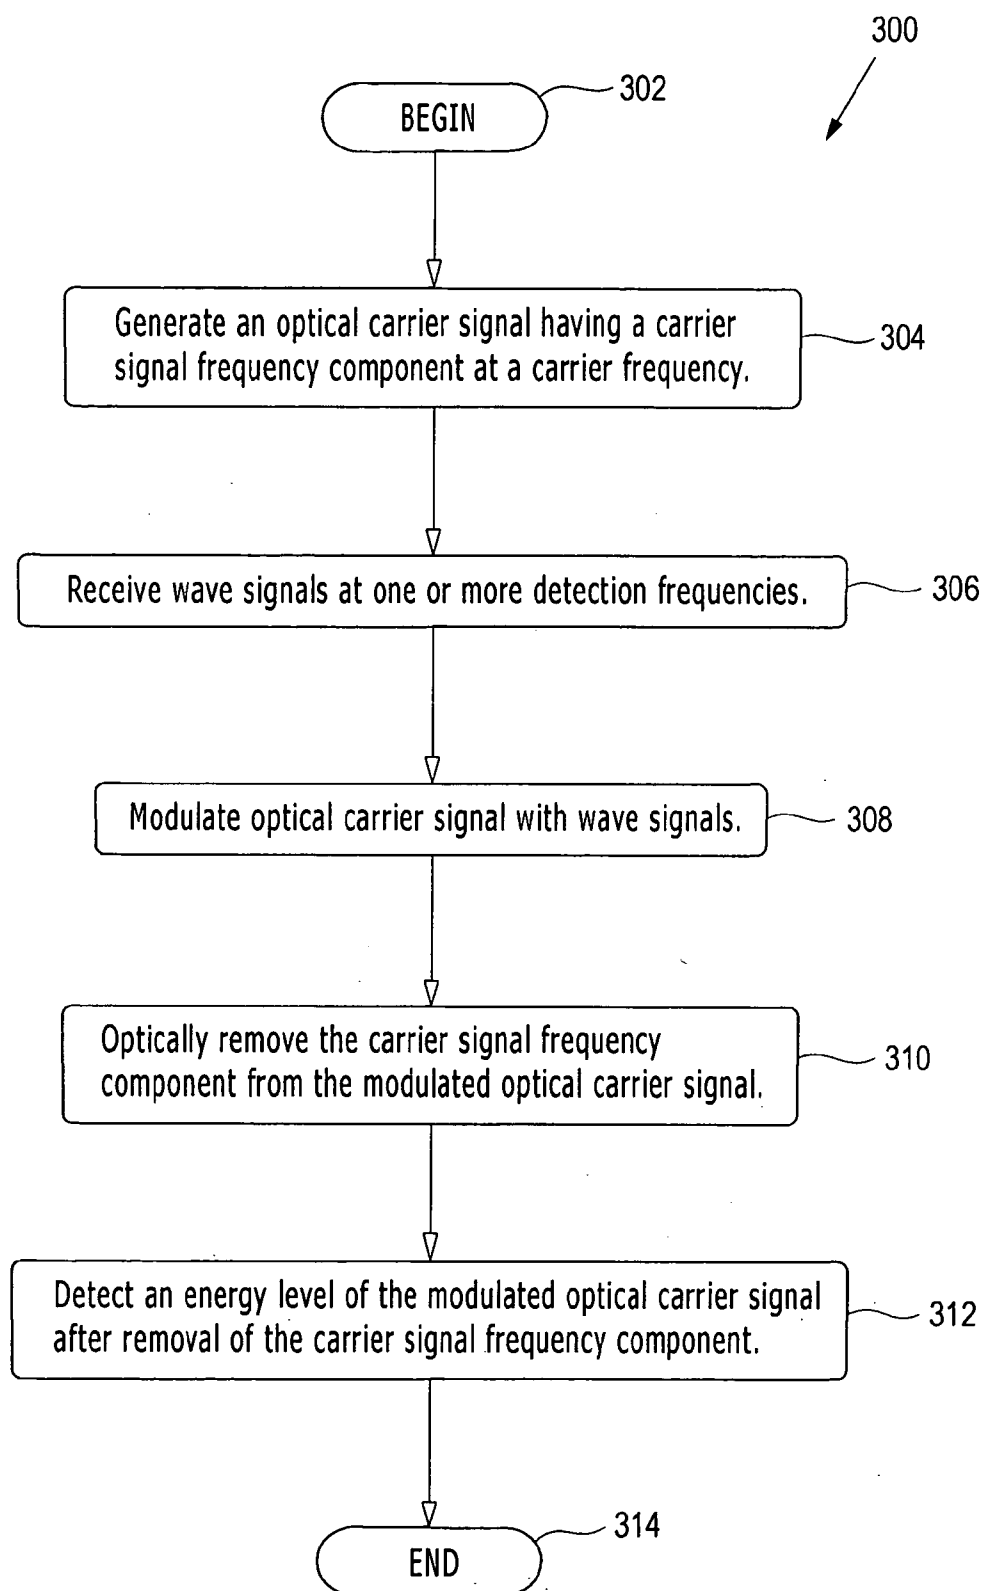 300
302
BEGIN
Generate an optical carrier signal having a carrier
signal frequency component at a carrier frequency.
304
Receive wave signals at one or more detection frequencies.
306
Modulate optical carrier signal with wave signals.
308
Optically remove the carrier signal frequency
component from the modulated optical carrier signal.
310
Detect an energy level of the modulated optical carrier signal
after removal of the carrier signal frequency component.
312
314
END